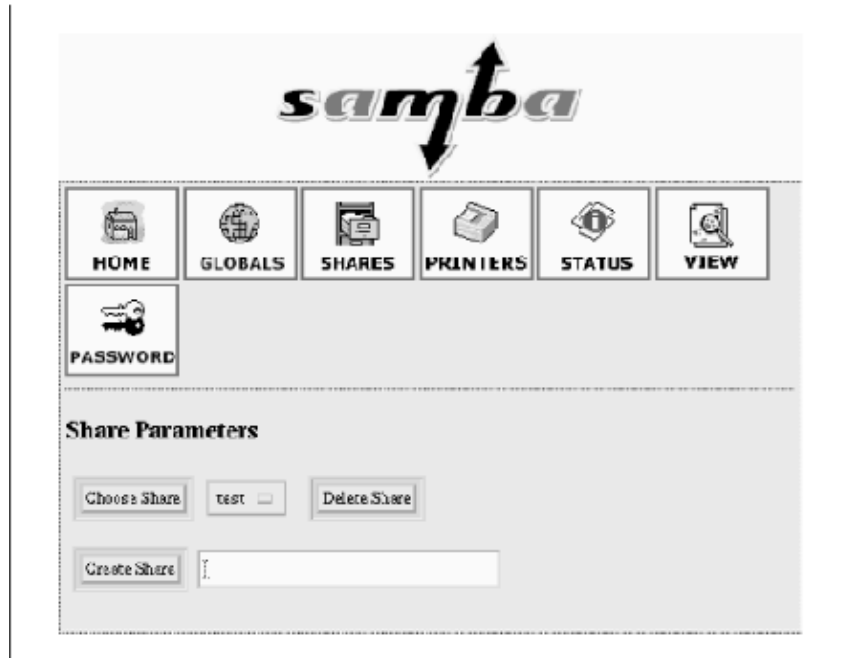 samba
HOME GLOBALS SHARES PRINTERS STATUS VIEW
PASSWORD
Share Parameters
Choose Share test Delete Share
Create Share